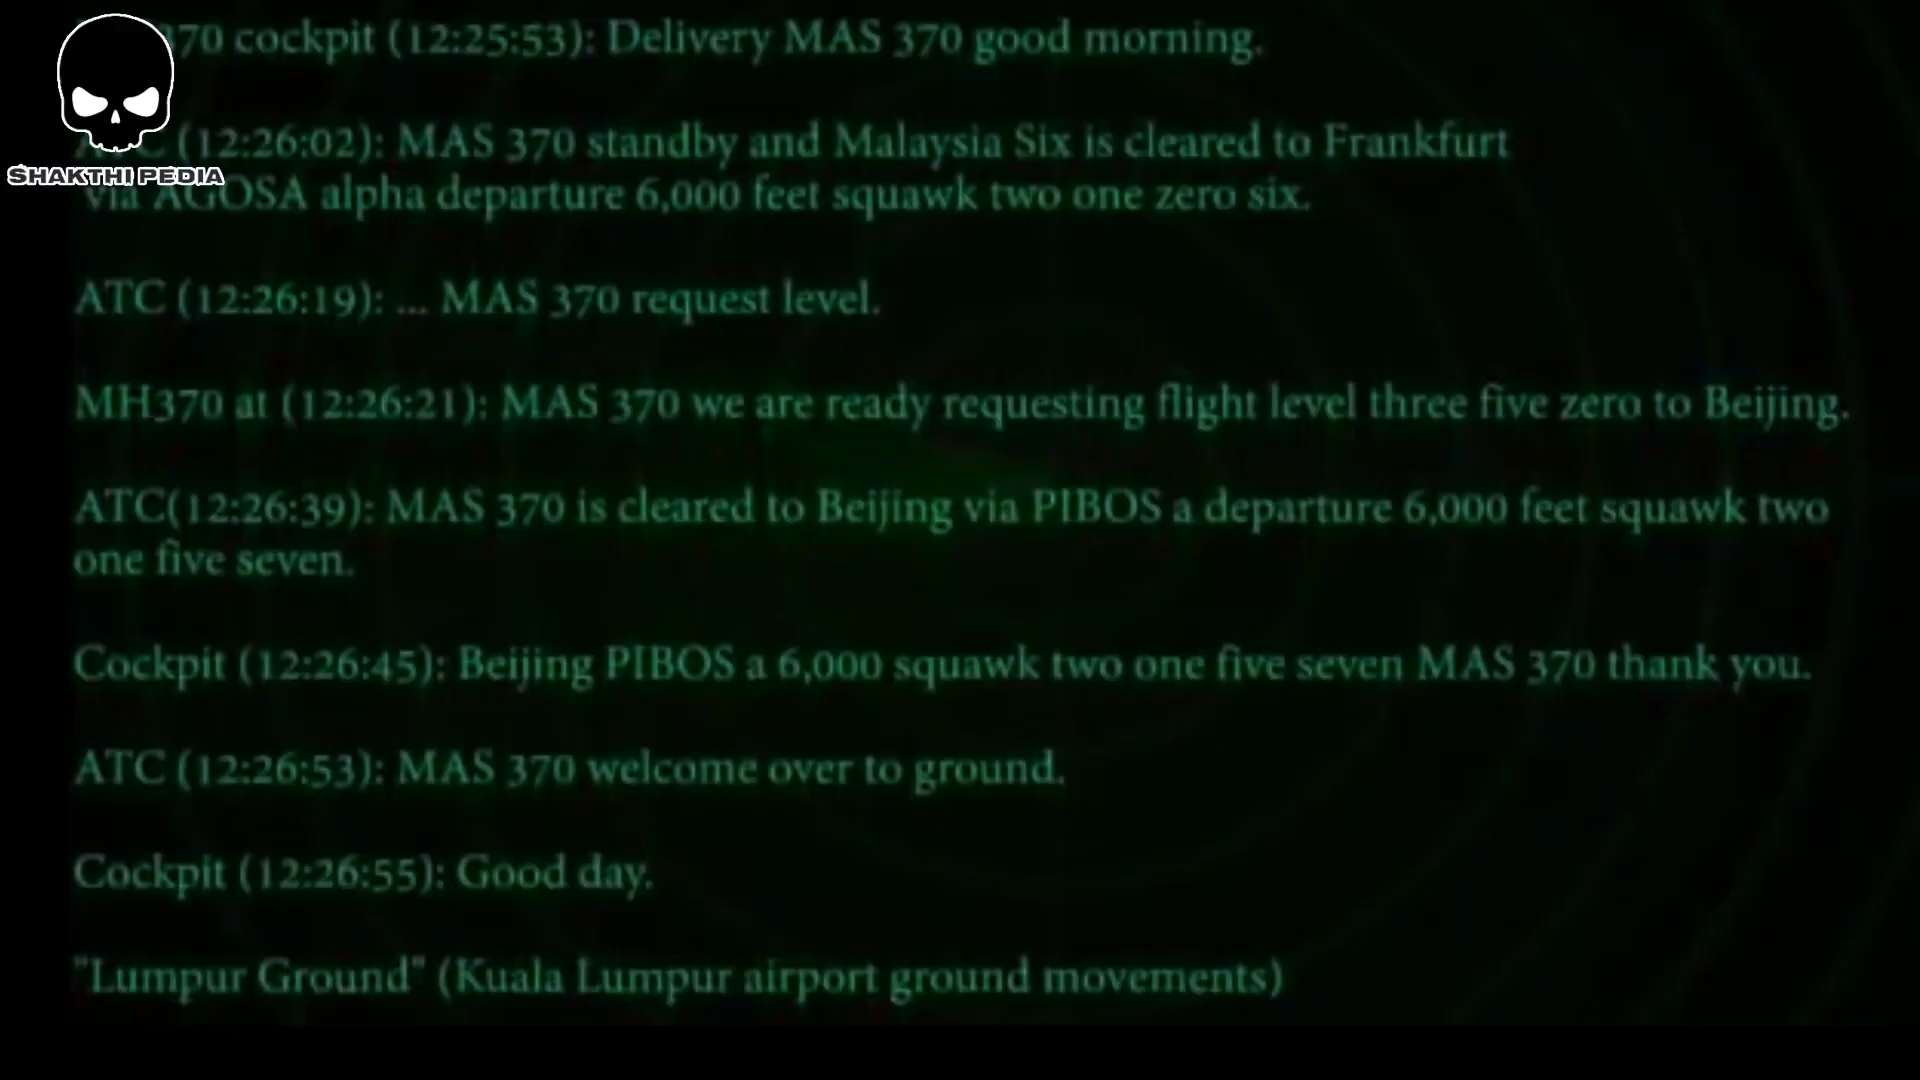 370 cockpit (12:25:53): Delivery MAS 370 good morning.
ATC (12:26:02): MAS 370 standby and Malaysia Six is cleared to Frankfurt
SHAKTHI PEDIA
via AGOSA alpha departure 6,000 feet squawk two one zero six.
ATC (12:26:19): ... MAS 370 request level.
MH370 at (12:26:21): MAS 370 we are ready requesting flight level three five zero to Beijing.
ATC(12:26:39): MAS 370 is cleared to Beijing via PIBOS a departure 6,000 feet squawk two
one five seven.
Cockpit (12:26:45): Beijing PIBOS a 6,000 squawk two one five seven MAS 370 thank you.
ATC (12:26:53): MAS 370 welcome over to ground.
Cockpit (12:26:55): Good day.
"Lumpur Ground" (Kuala Lumpur airport ground movements)